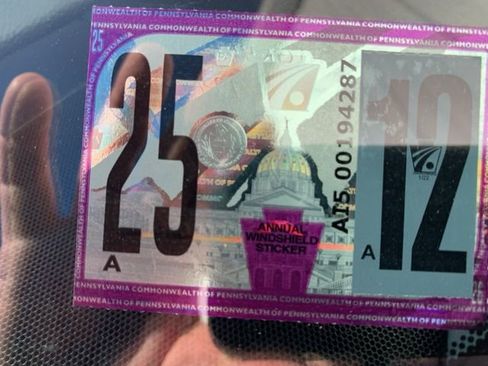 COMMONWEALTH OF PENNSYLVANIA COMMONWEALTH OF PENNSYLVANIA COMMONWEALTH OF PENNSYLVANIA
25
COMMONWEALTH OF PENNSYLVANIA
25
A
ANNUAL
WINDSHIELD
STICKER
AI5 00194287
12
A
COMMONWEALTH OF PENNSYLVANIA COMMONWEALTH OF PENNSYLVANIA